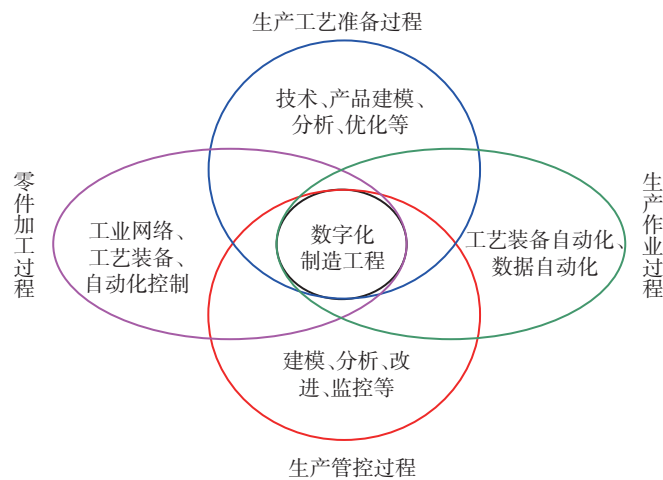 生产工艺准备过程
技术、产品建模、
分析、优化等
零件加工过程
工业网络、
工艺装备、
自动化控制
数字化
制造工程
工艺装备自动化、
数据自动化
生产作业过程
建模、分析、改
进、监控等
生产管控过程